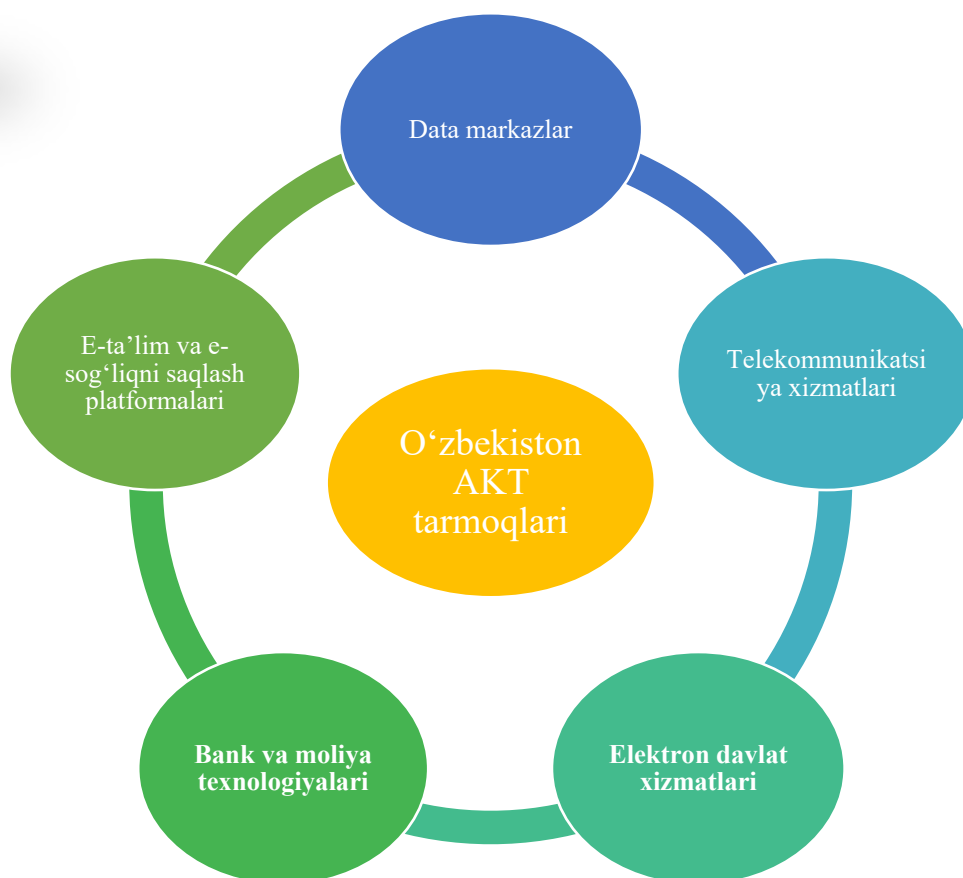 Data markazlar
E-ta’lim va e-
sog‘liqni saqlash
platformalari
Telekommunikatsi
ya xizmatlari
O‘zbekiston
AKT
tarmoqlari
Bank va moliya
texnologiyalari
Elektron davlat
xizmatlari